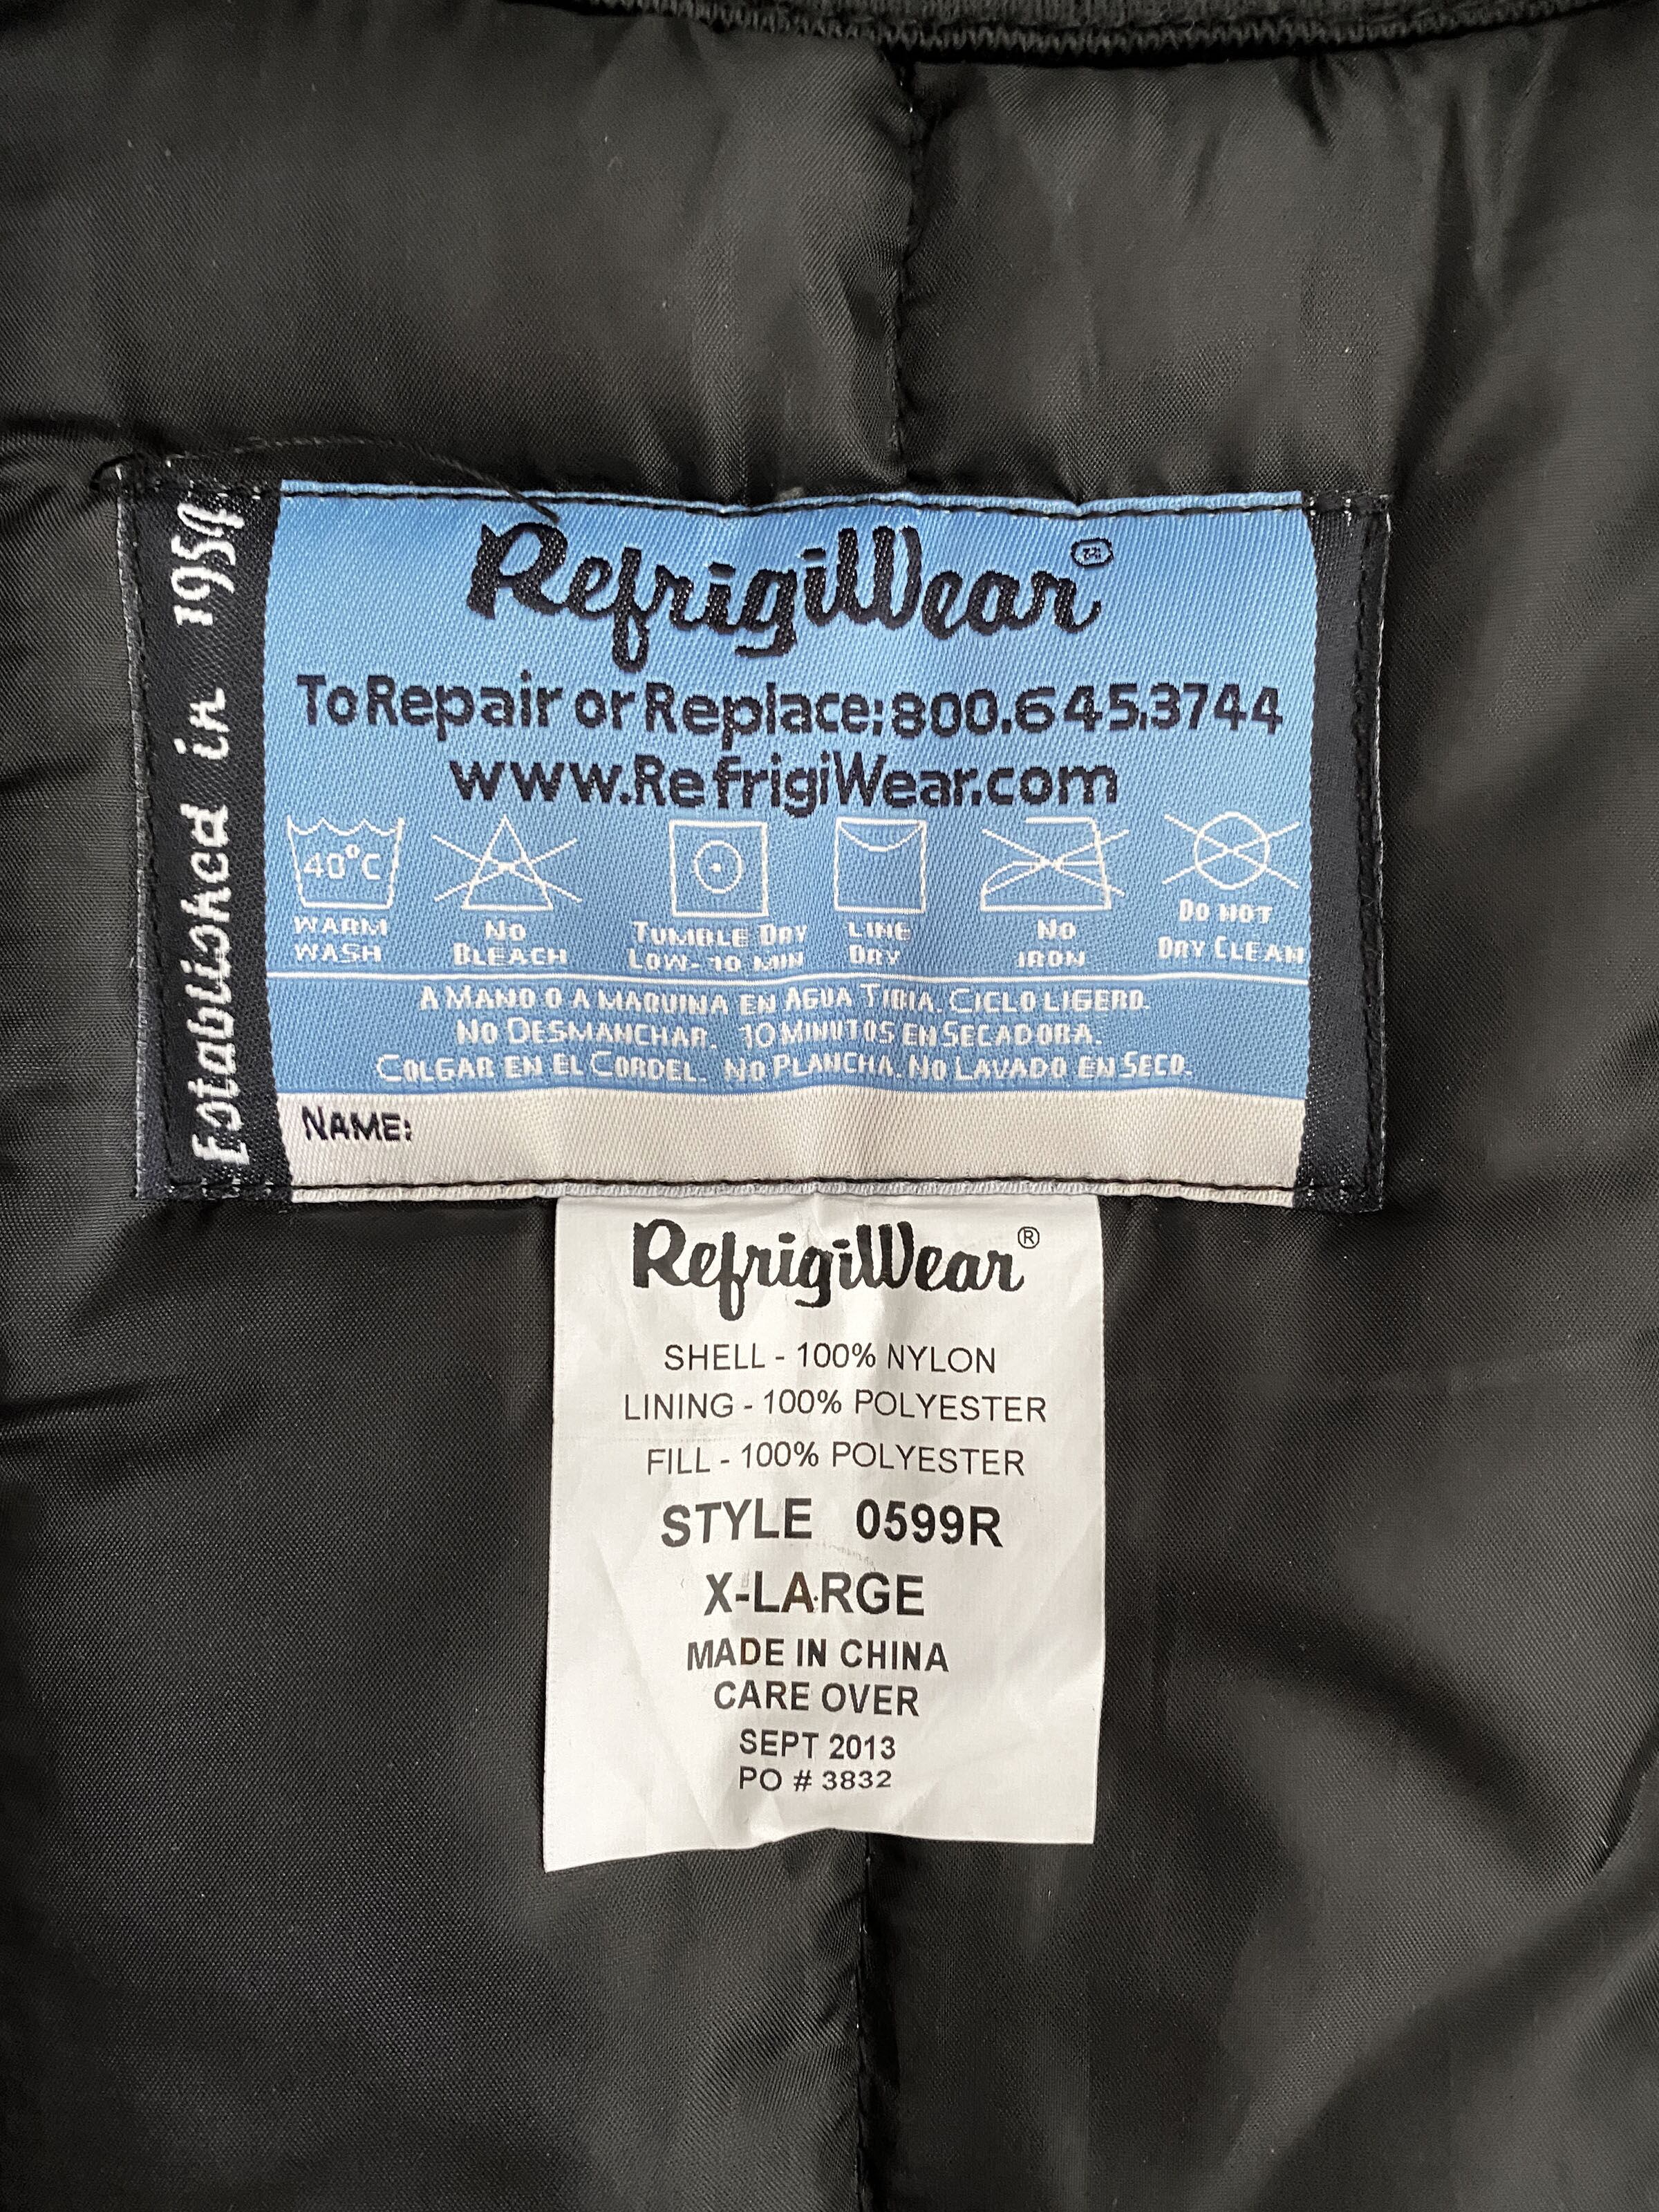 Established in 1954
RefrigiWear®
To Repair or Replace: 800.645.3744
www.RefrigiWear.com
40°C
WARM
WASH
NO
BLEACH
TUMBLE DRY
LOW- 10 MIN
LINE
DRY
NO
IRON
DO NOT
DRY CLEAN
A MANO O A MAQUINA EN AGUA TIBIA. CICLO LIGERO.
NO DESMANCHAR. 10 MINUTOS EN SECADORA.
COLGAR EN EL CORDEL. NO PLANCHA. NO LAVADO EN SECO.
NAME:
RefrigiWear®
SHELL - 100% NYLON
LINING - 100% POLYESTER
FILL - 100% POLYESTER
STYLE 0599R
X-LARGE
MADE IN CHINA
CARE OVER
SEPT 2013
PO # 3832